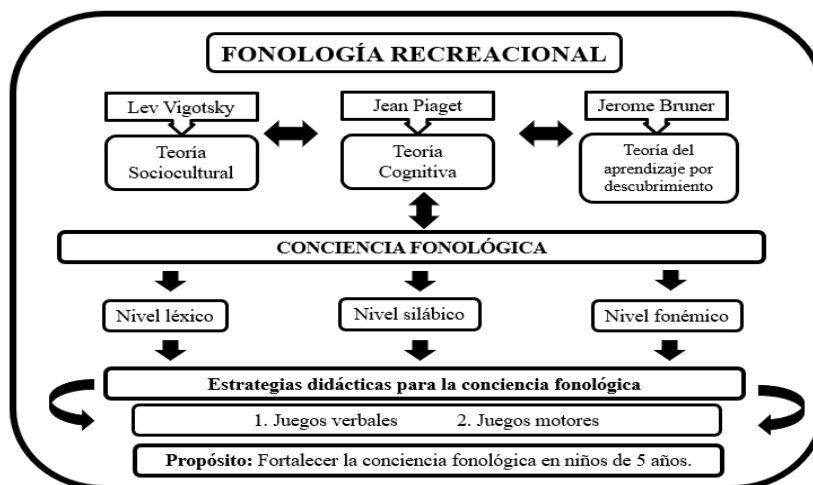 FONOLOGÍA RECREACIONAL
Lev Vigotsky
Jean Piaget
Jerome Bruner
Teoría
Sociocultural
Teoría
Cognitiva
Teoría del
aprendizaje por
descubrimiento
CONCIENCIA FONOLÓGICA
Nivel léxico
Nivel silábico
Nivel fonémico
Estrategias didácticas para la conciencia fonológica
1. Juegos verbales 2. Juegos motores
Propósito: Fortalecer la conciencia fonológica en niños de 5 años.